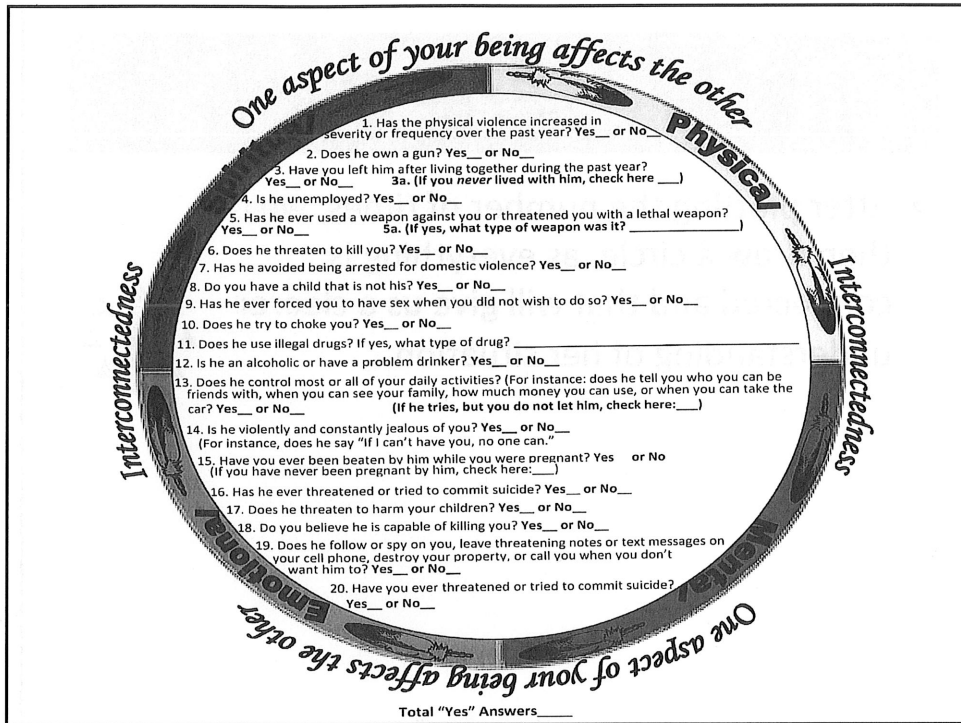 One aspect of your being affects the other
Spiritual
Physical
Interconnectedness
Interconnectedness
1. Has the physical violence increased in
severity or frequency over the past year? Yes__ or No__
2. Does he own a gun? Yes__ or No__
3. Have you left him after living together during the past year?
Yes__ or No__ 3a. (If you never lived with him, check here ___)
4. Is he unemployed? Yes__ or No__
5. Has he ever used a weapon against you or threatened you with a lethal weapon?
Yes__ or No__ 5a. (If yes, what type of weapon was it? ________________)
6. Does he threaten to kill you? Yes__ or No__
7. Has he avoided being arrested for domestic violence? Yes__ or No__
8. Do you have a child that is not his? Yes__ or No__
9. Has he ever forced you to have sex when you did not wish to do so? Yes__ or No__
10. Does he try to choke you? Yes__ or No__
11. Does he use illegal drugs? If yes, what type of drug? ________________________________
12. Is he an alcoholic or have a problem drinker? Yes__ or No__
13. Does he control most or all of your daily activities? (For instance: does he tell you who you can be
friends with, when you can see your family, how much money you can use, or when you can take the
car? Yes__ or No__ (If he tries, but you do not let him, check here:___)
14. Is he violently and constantly jealous of you? Yes__ or No__
(For instance, does he say "If I can't have you, no one can."
15. Have you ever been beaten by him while you were pregnant? Yes or No
(If you have never been pregnant by him, check here:___)
16. Has he ever threatened or tried to commit suicide? Yes__ or No__
17. Does he threaten to harm your children? Yes__ or No__
18. Do you believe he is capable of killing you? Yes__ or No__
19. Does he follow or spy on you, leave threatening notes or text messages on
your cell phone, destroy your property, or call you when you don't
want him to? Yes__ or No__
20. Have you ever threatened or tried to commit suicide?
Yes__ or No__
Emotional
Mental
One aspect of your being affects the other
Total "Yes" Answers_____